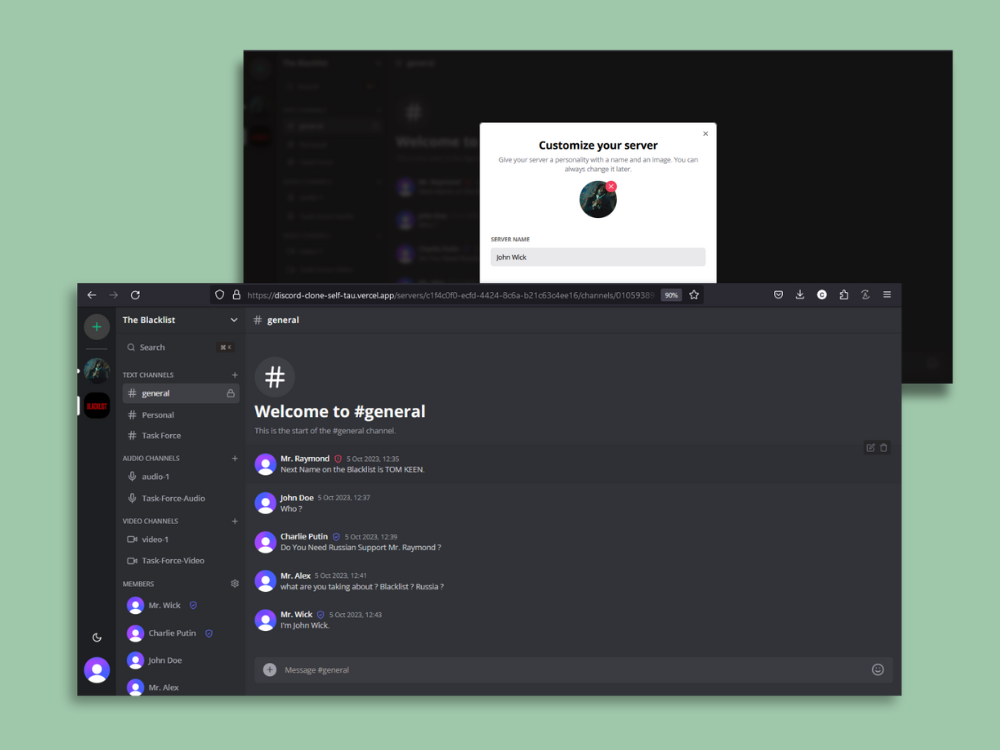 The Blacklist
# general
Welcome to
Customize your server
Give your server a personality with a name and an image. You can
always change it later.
SERVER NAME
John Wick
https://discord-clone-self-tau.vercel.app/servers/c1f4c0f0-ecfd-4424-8c6a-b21c63c4ee16/channels/01059389
90%
The Blacklist
# general
Search
⌘ K
BLACKLIST
TEXT CHANNELS
# general
# Personal
# Task Force
AUDIO CHANNELS
audio-1
Task-Force-Audio
VIDEO CHANNELS
video-1
Task-Force-Video
MEMBERS
Mr. Wick
Charlie Putin
John Doe
Mr. Alex
#
Welcome to #general
This is the start of the #general channel.
Mr. Raymond 5 Oct 2023, 12:35
Next Name on the Blacklist is TOM KEEN.
John Doe 5 Oct 2023, 12:37
Who ?
Charlie Putin 5 Oct 2023, 12:39
Do You Need Russian Support Mr. Raymond ?
Mr. Alex 5 Oct 2023, 12:41
what are you taking about ? Blacklist ? Russia ?
Mr. Wick 5 Oct 2023, 12:43
I'm John Wick.
Message #general